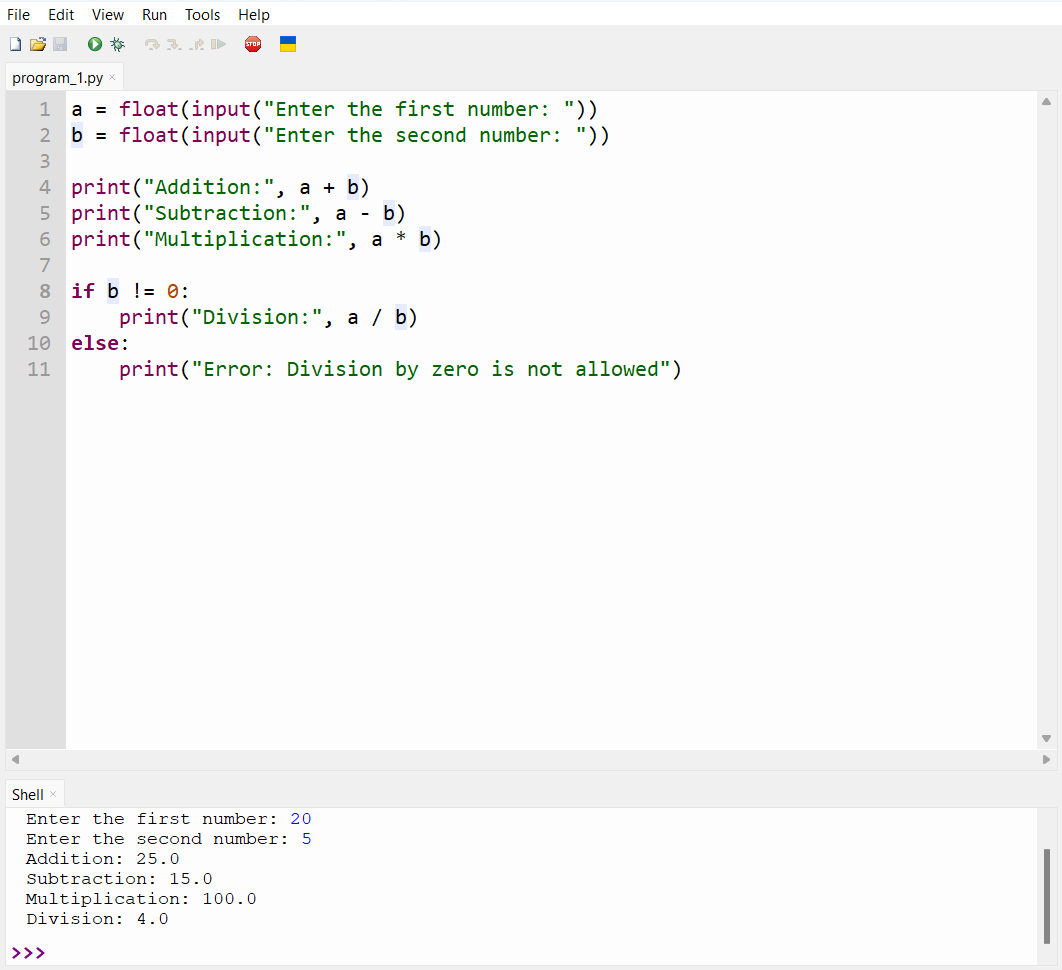 File Edit View Run Tools Help
STOP
program_1.py ×
1 a = float(input("Enter the first number: "))
2 b = float(input("Enter the second number: "))
3
4 print("Addition:", a + b)
5 print("Subtraction:", a - b)
6 print("Multiplication:", a * b)
7
8 if b != 0:
9     print("Division:", a / b)
10 else:
11     print("Error: Division by zero is not allowed")
Shell ×
Enter the first number: 20
Enter the second number: 5
Addition: 25.0
Subtraction: 15.0
Multiplication: 100.0
Division: 4.0
>>>